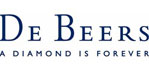 DE BEERS
A DIAMOND IS FOREVER